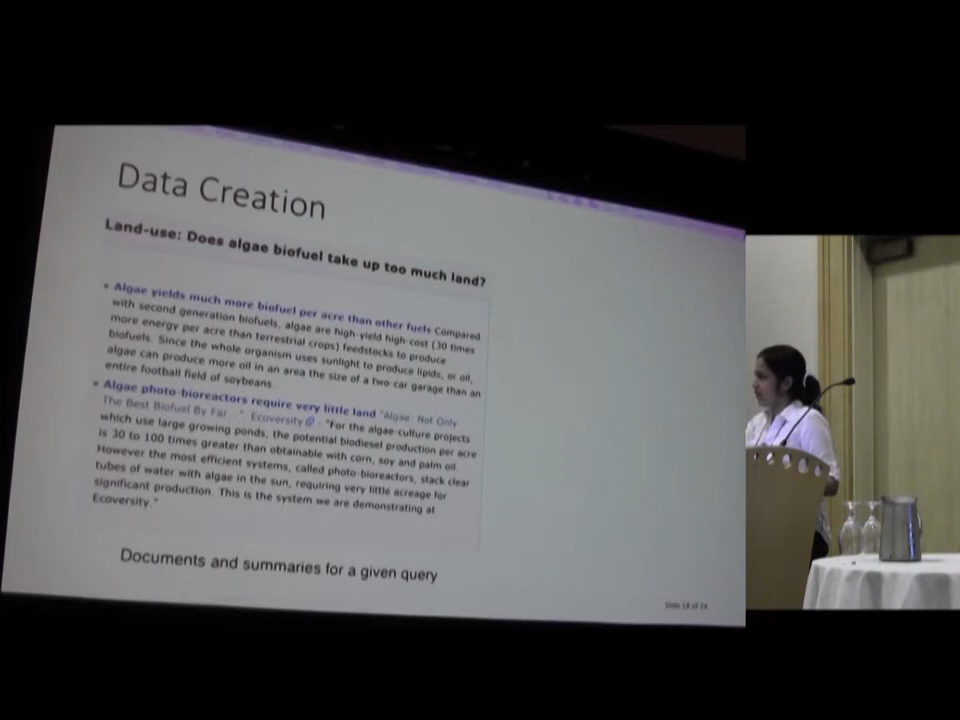 Data Creation
Land-use: Does algae biofuel take up too much land?
Algae yields much more biofuel per acre than other fuels Compared
with second generation biofuels, algae are high-yield high-cost (30 times
more energy per acre than terrestrial crops) feedstocks to produce
biofuels. Since the whole organism uses sunlight to produce lipids, or oil,
algae can produce more oil in an area the size of a two-car garage than an
entire football field of soybeans.
Algae photo-bioreactors require very little land "Algae: Not Only
The Best Biofuel By Far...". Ecoversity - "For the algae-culture projects
which use large growing ponds, the potential biodiesel production per acre
is 30 to 100 times greater than obtainable with corn, soy and palm oil.
However the most efficient systems, called photo-bioreactors, stack clear
tubes of water with algae in the sun, requiring very little acreage for
significant production. This is the system we are demonstrating at
Ecoversity."
Documents and summaries for a given query
Slide 18 of 24